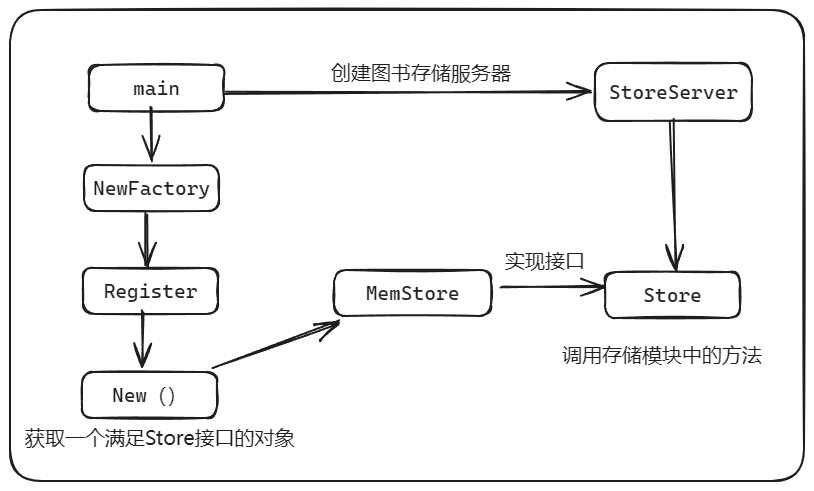 创建图书存储服务器
main
StoreServer
NewFactory
实现接口
Register
MemStore
Store
调用存储模块中的方法
New（）
获取一个满足Store接口的对象